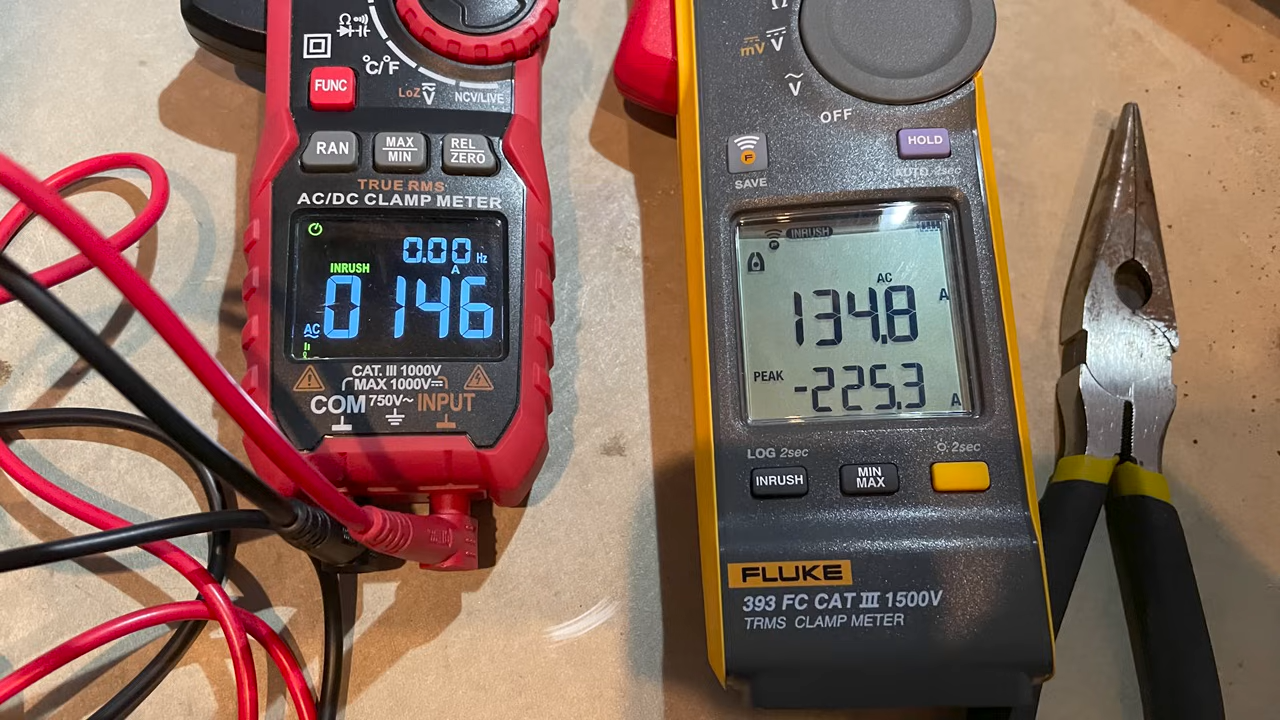 Ω
°C/°F
FUNC
LoZ V
NCV/LIVE
RAN
MAX
MIN
REL
ZERO
TRUE RMS
AC/DC CLAMP METER
0.00 Hz
INRUSH
A
AC
0146
CAT. III 1000V
MAX 1000V
COM
750V~
INPUT
Ω
mV V
V
OFF
HOLD
AUTO 2sec
F
SAVE
INRUSH
AC
134.8 A
PEAK
-225.3 A
LOG 2sec
2sec
INRUSH
MIN
MAX
FLUKE
393 FC CAT III 1500V
TRMS CLAMP METER